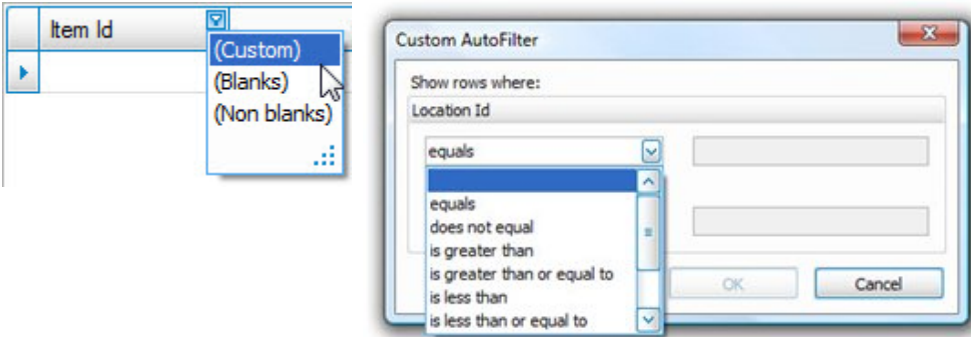 Item Id
(Custom)
(Blanks)
(Non blanks)
Custom AutoFilter
Show rows where:
Location Id
equals
equals
does not equal
is greater than
is greater than or equal to
is less than
is less than or equal to
OK
Cancel